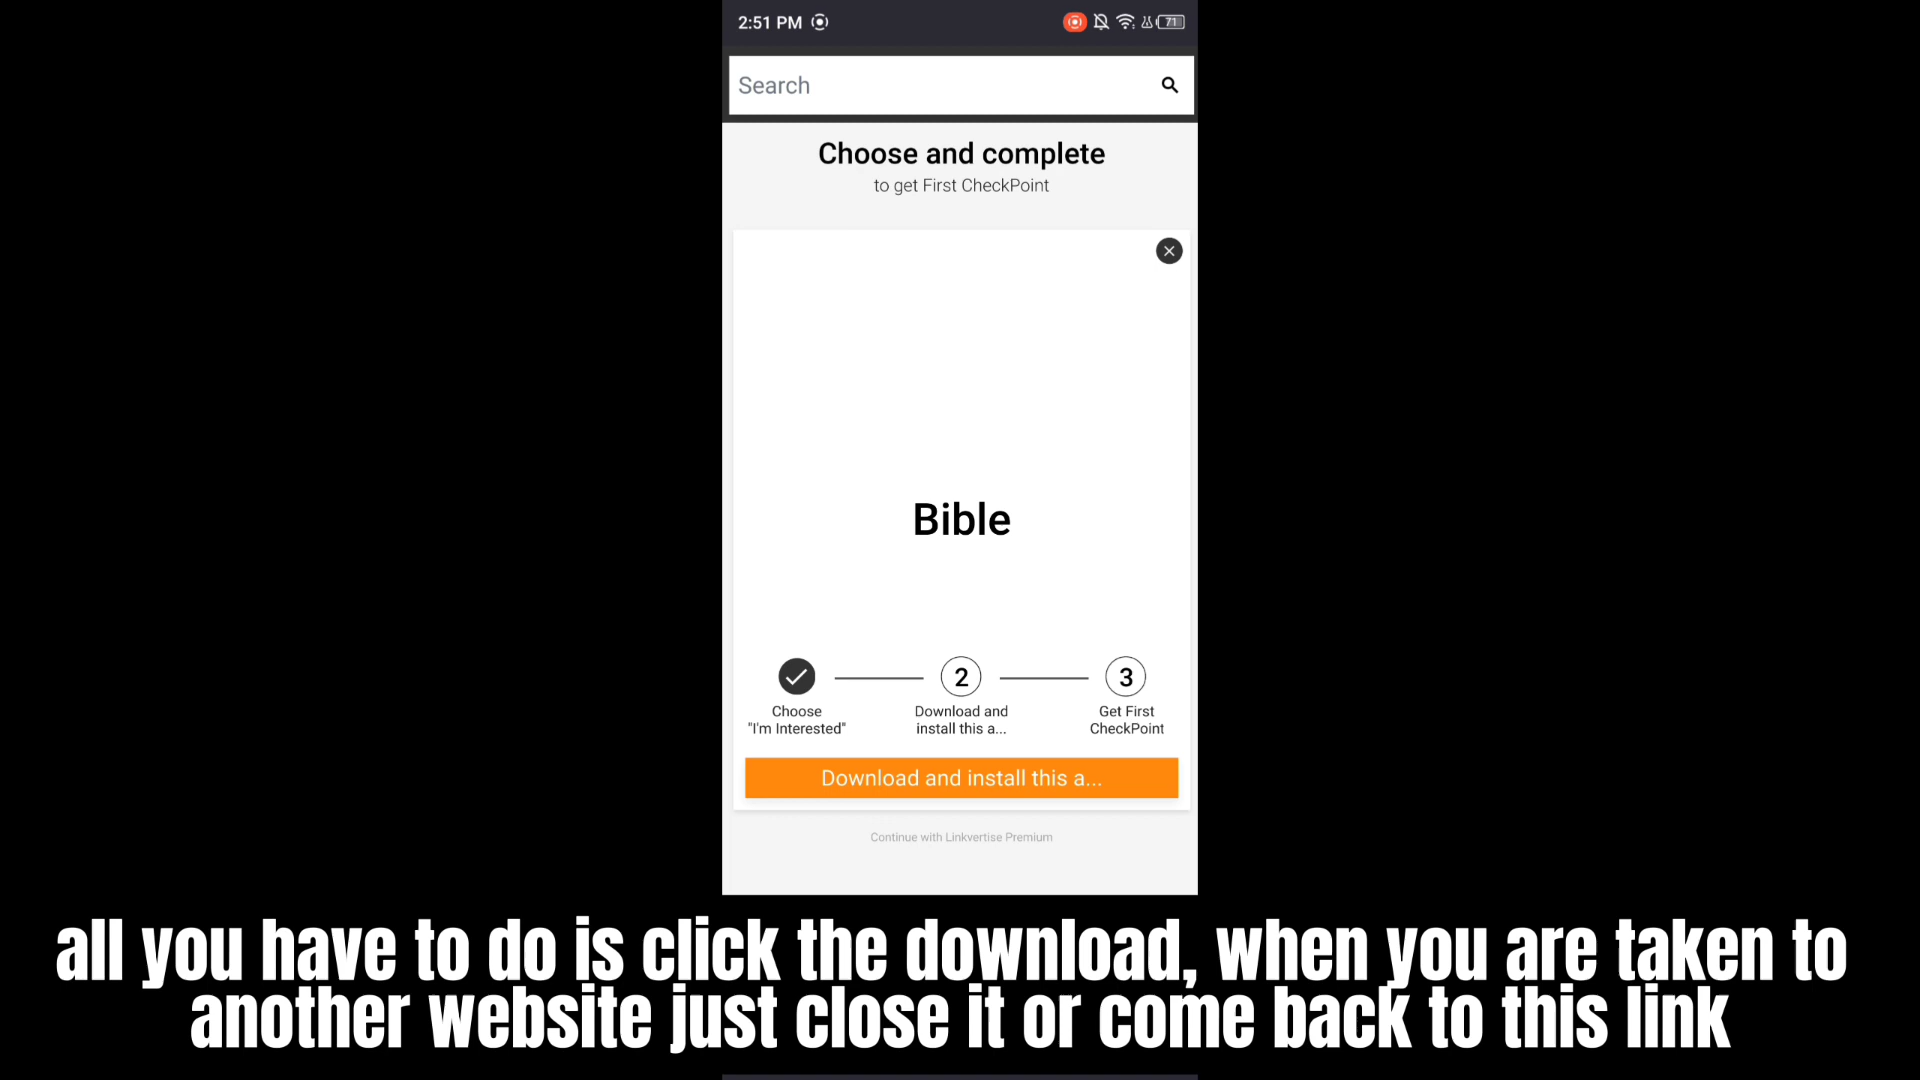 2:51 PM
71
Search
Choose and complete
to get First CheckPoint
Bible
2
3
Choose
"I'm Interested"
Download and
install this a...
Get First
CheckPoint
Download and install this a...
Continue with Linkvertise Premium
all you have to do is click the download, when you are taken to
another website just close it or come back to this link